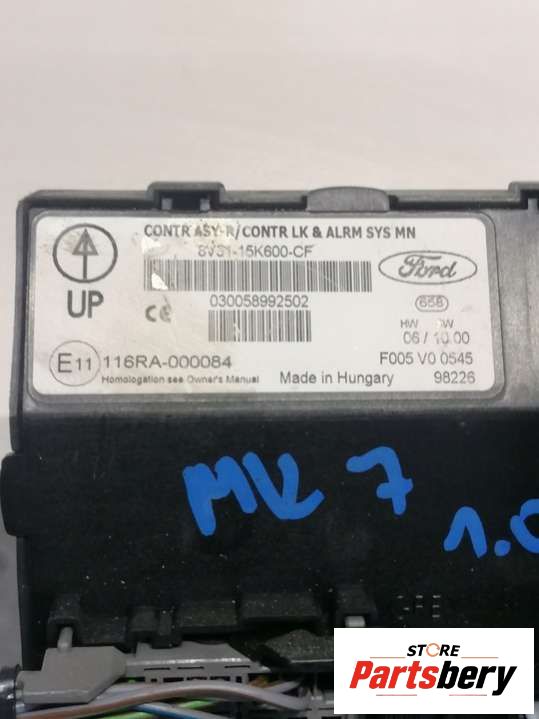 CONTR ASY-R/CONTR LK & ALRM SYS MN
8V51-15K600-CF
Ford
UP
CE
030058992502
658
HW SW
06 / 10.00
E11 116RA-000084
F005 V0 0545
Homologation see Owner's Manual
Made in Hungary
98226
MK 7
STORE
Partsbery